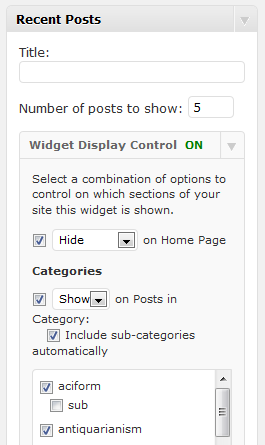 Recent Posts
Title:
Number of posts to show: 5
Widget Display Control ON
Select a combination of options to
control on which sections of your
site this widget is shown.
Hide on Home Page
Categories
Show on Posts in
Category:
Include sub-categories
automatically
aciform
sub
antiquarianism